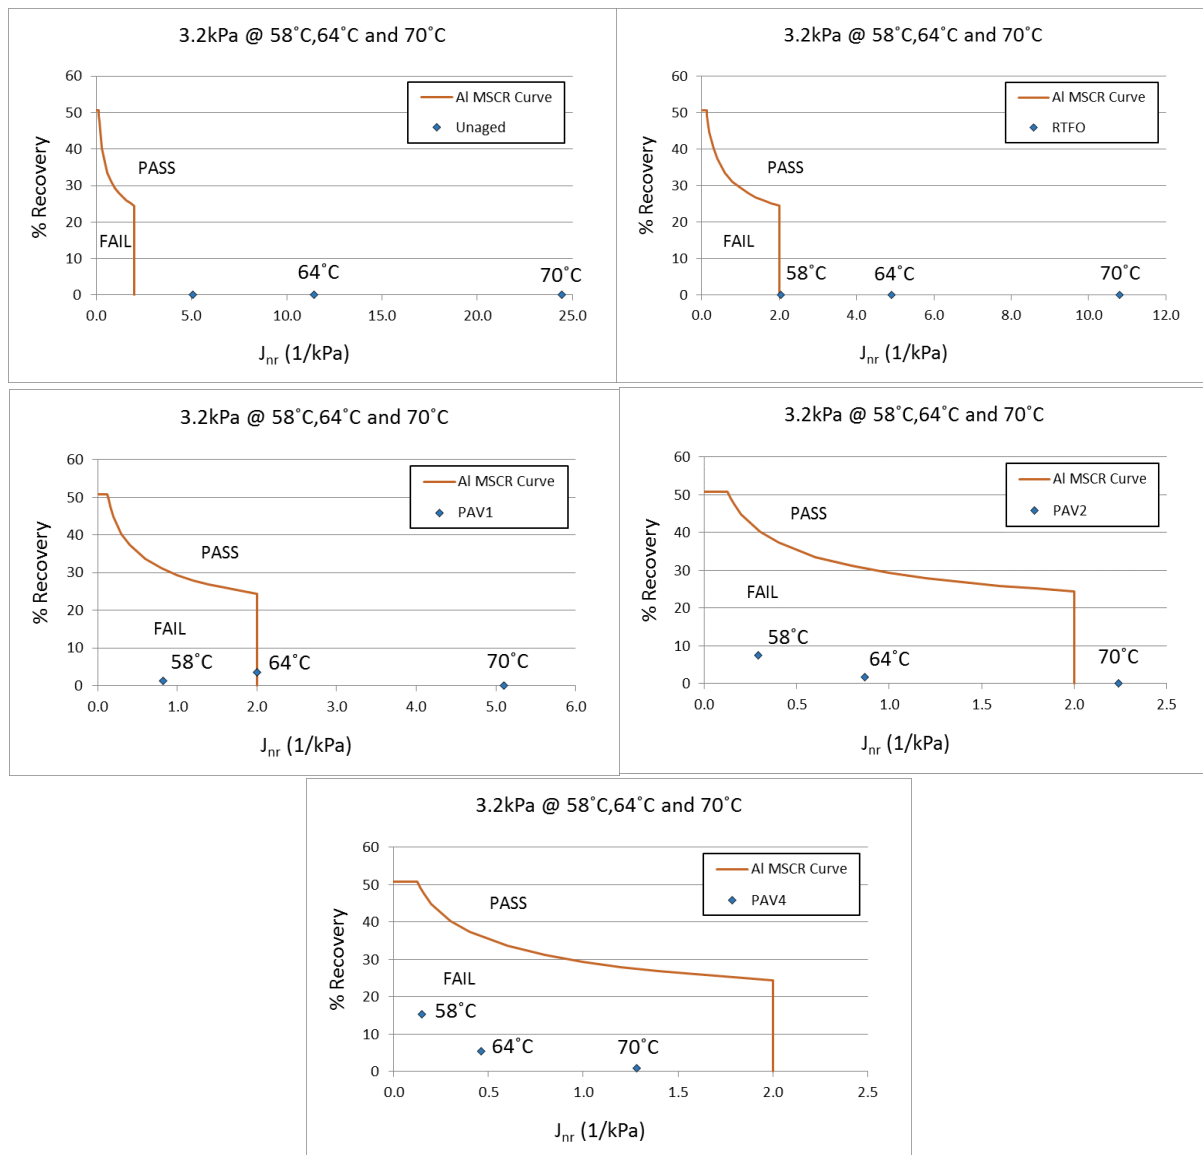 3.2kPa @ 58˚C,64˚C and 70˚C
% Recovery
60
50
40
30
20
10
0
Al MSCR Curve
Unaged
PASS
FAIL
64˚C
70˚C
0.0 5.0 10.0 15.0 20.0 25.0
Jnr (1/kPa)
3.2kPa @ 58˚C,64˚C and 70˚C
% Recovery
60
50
40
30
20
10
0
Al MSCR Curve
RTFO
PASS
FAIL
58˚C 64˚C 70˚C
0.0 2.0 4.0 6.0 8.0 10.0 12.0
Jnr (1/kPa)
3.2kPa @ 58˚C,64˚C and 70˚C
% Recovery
60
50
40
30
20
10
0
Al MSCR Curve
PAV1
PASS
FAIL
58˚C 64˚C 70˚C
0.0 1.0 2.0 3.0 4.0 5.0 6.0
Jnr (1/kPa)
3.2kPa @ 58˚C,64˚C and 70˚C
% Recovery
60
50
40
30
20
10
0
Al MSCR Curve
PAV2
PASS
FAIL
58˚C
64˚C
70˚C
0.0 0.5 1.0 1.5 2.0 2.5
Jnr (1/kPa)
3.2kPa @ 58˚C,64˚C and 70˚C
% Recovery
60
50
40
30
20
10
0
Al MSCR Curve
PAV4
PASS
FAIL
58˚C
64˚C
70˚C
0.0 0.5 1.0 1.5 2.0 2.5
Jnr (1/kPa)